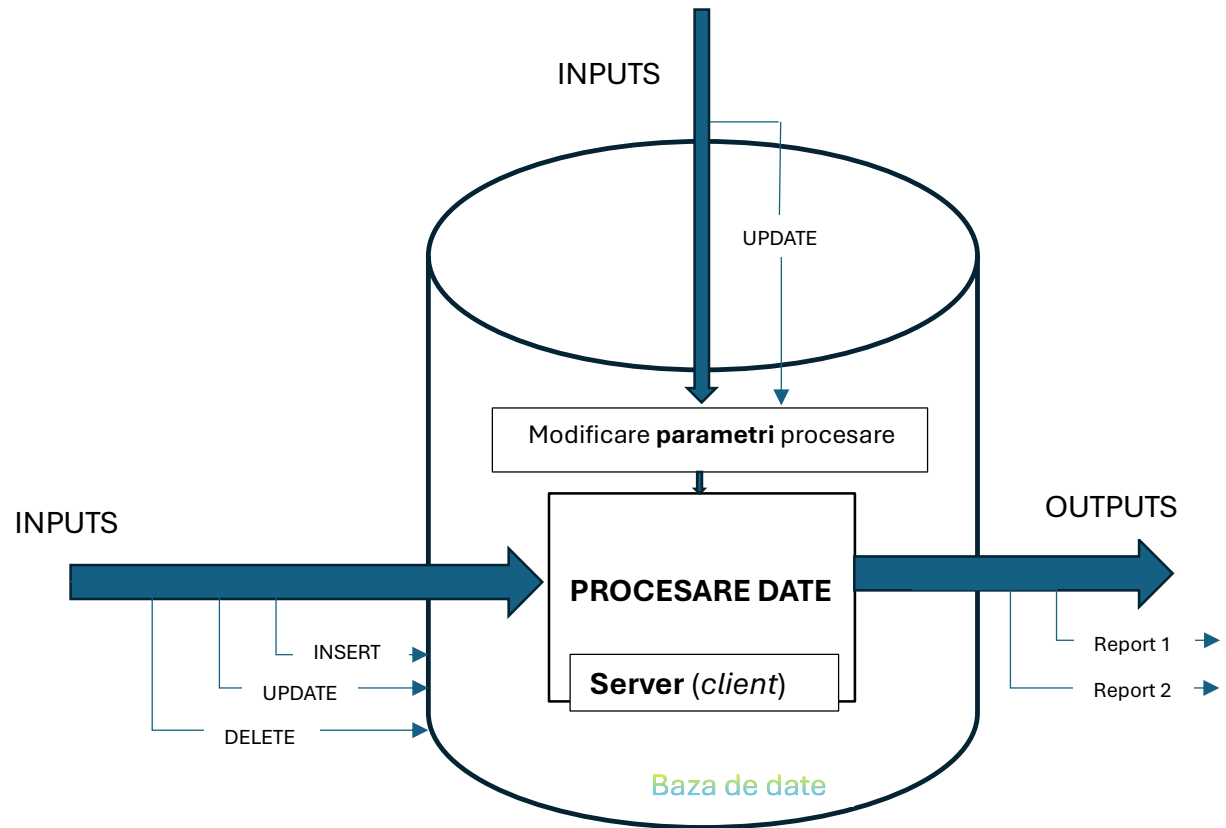 INPUTS
UPDATE
Modificare parametri procesare
INPUTS
OUTPUTS
PROCESARE DATE
INSERT
Report 1
Server (client)
UPDATE
Report 2
DELETE
Baza de date